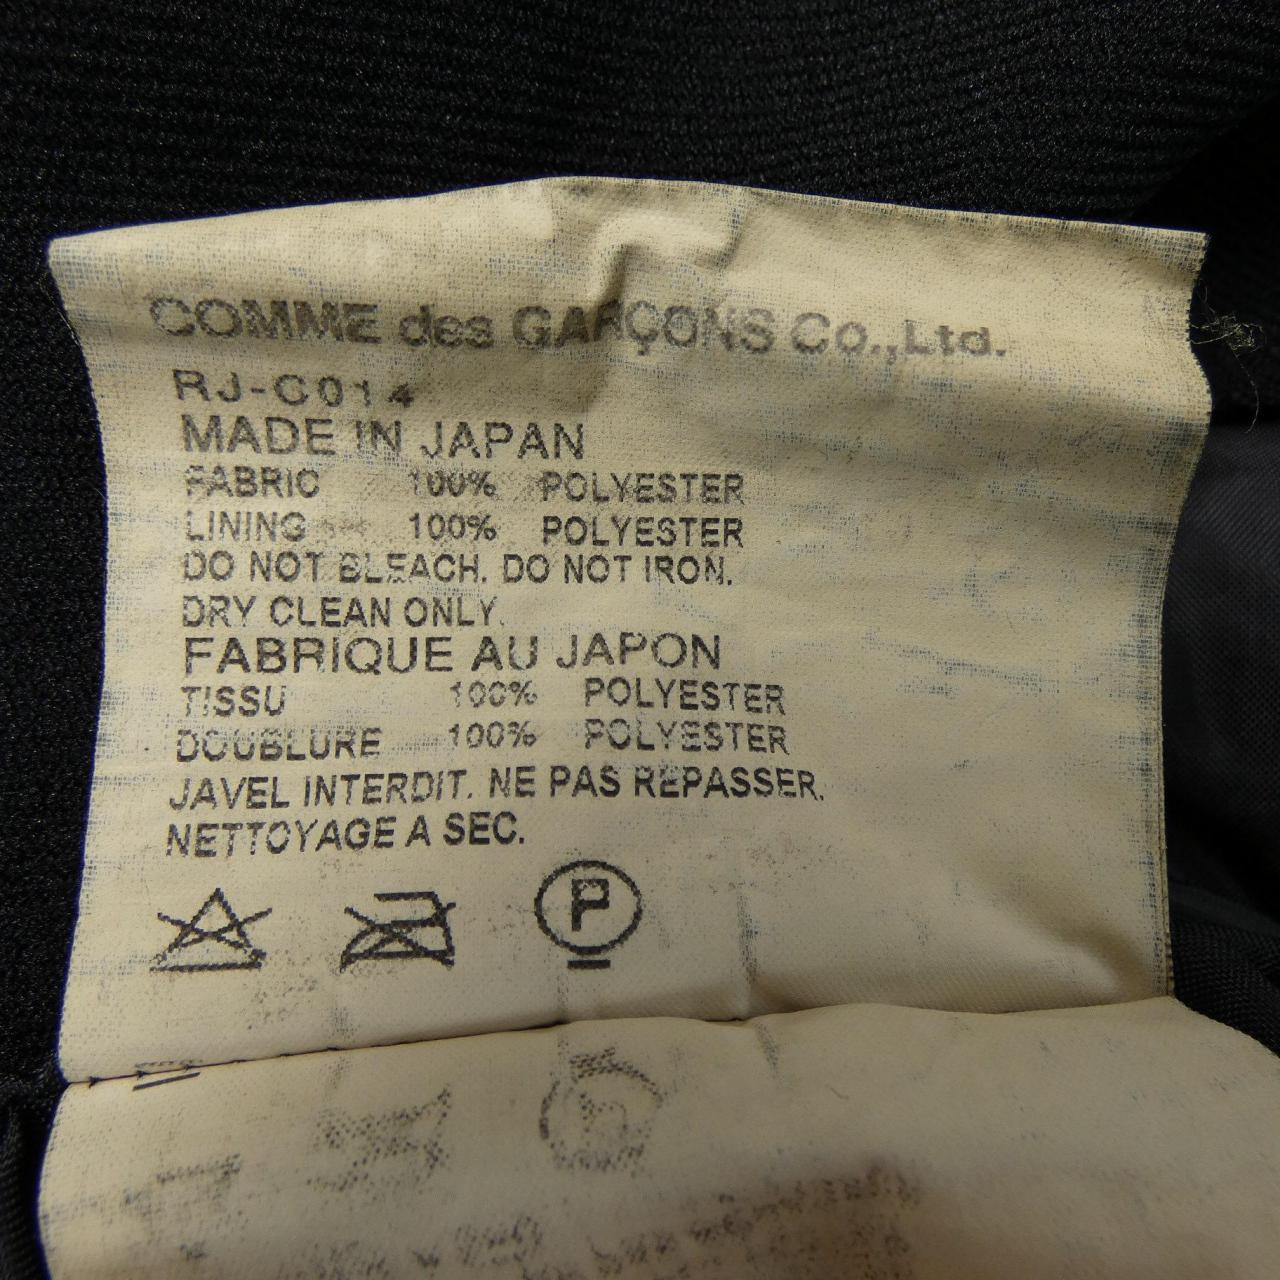 COMME des GARÇONS Co.,Ltd.
RJ-C014
MADE IN JAPAN
FABRIC 100% POLYESTER
LINING 100% POLYESTER
DO NOT BLEACH. DO NOT IRON.
DRY CLEAN ONLY.
FABRIQUE AU JAPON
TISSU 100% POLYESTER
DOUBLURE 100% POLYESTER
JAVEL INTERDIT. NE PAS REPASSER.
NETTOYAGE A SEC.
P